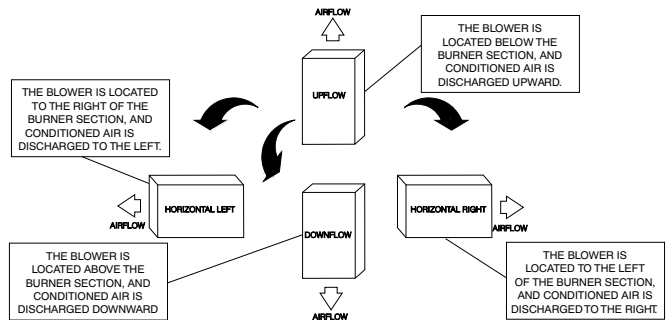 AIRFLOW
THE BLOWER IS
LOCATED BELOW THE
BURNER SECTION, AND
CONDITIONED AIR IS
DISCHARGED UPWARD.
UPFLOW
THE BLOWER IS LOCATED
TO THE RIGHT OF THE
BURNER SECTION, AND
CONDITIONED AIR IS
DISCHARGED TO THE LEFT.
HORIZONTAL LEFT
AIRFLOW
HORIZONTAL RIGHT
AIRFLOW
DOWNFLOW
THE BLOWER IS
LOCATED ABOVE THE
BURNER SECTION, AND
CONDITIONED AIR IS
DISCHARGED DOWNWARD
THE BLOWER IS
LOCATED TO THE LEFT
OF THE BURNER SECTION,
AND CONDITIONED AIR IS
DISCHARGED TO THE RIGHT.
AIRFLOW